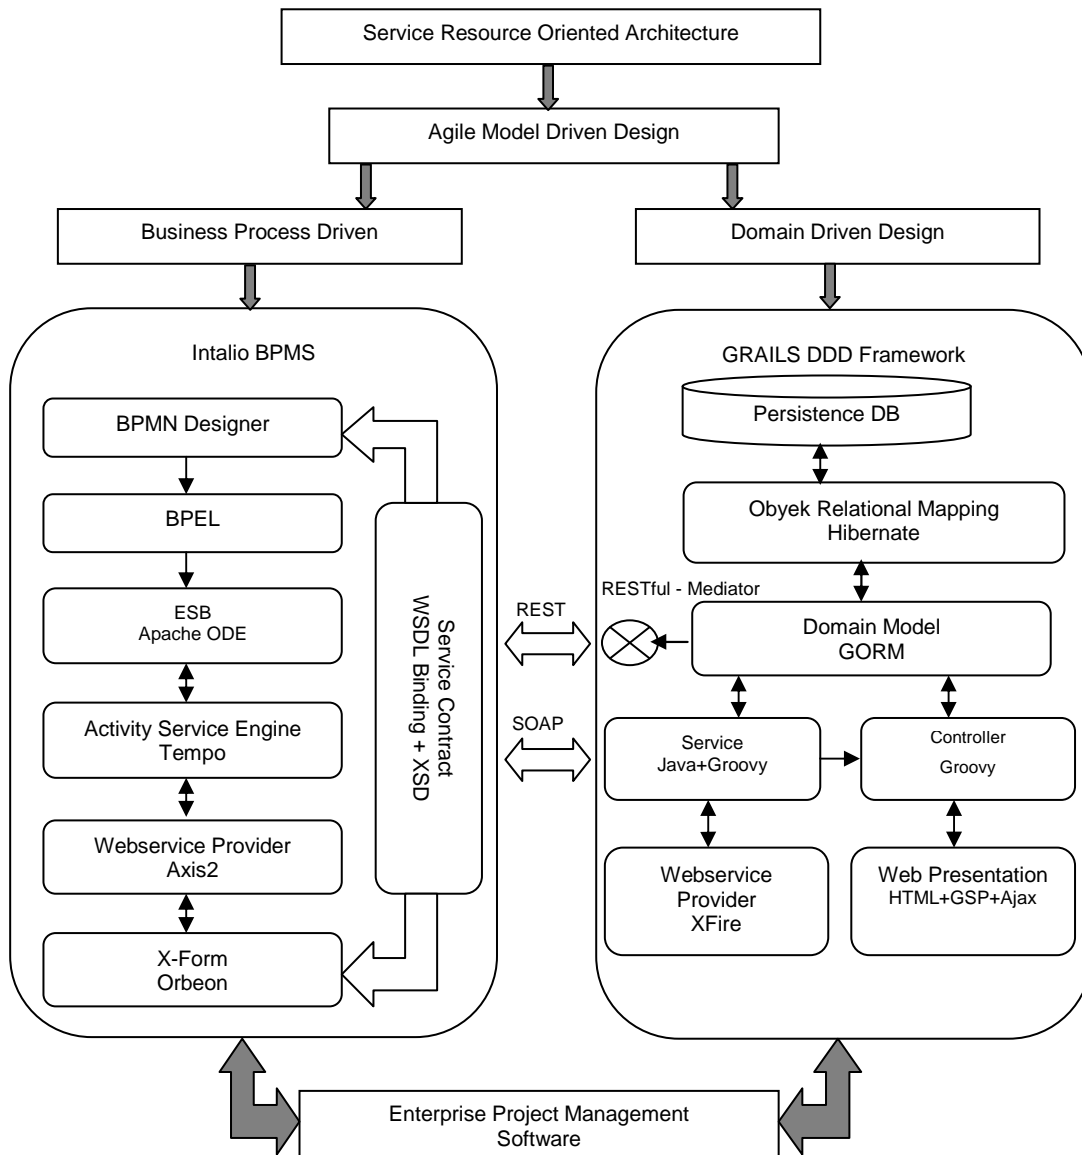 Service Resource Oriented Architecture
Agile Model Driven Design
Business Process Driven
Domain Driven Design
Intalio BPMS
BPMN Designer
BPEL
ESB
Apache ODE
Activity Service Engine
Tempo
Webservice Provider
Axis2
X-Form
Orbeon
Service Contract
WSDL Binding + XSD
REST
SOAP
GRAILS DDD Framework
Persistence DB
Obyek Relational Mapping
Hibernate
RESTful - Mediator
Domain Model
GORM
Service
Java+Groovy
Controller
Groovy
Webservice
Provider
XFire
Web Presentation
HTML+GSP+Ajax
Enterprise Project Management
Software